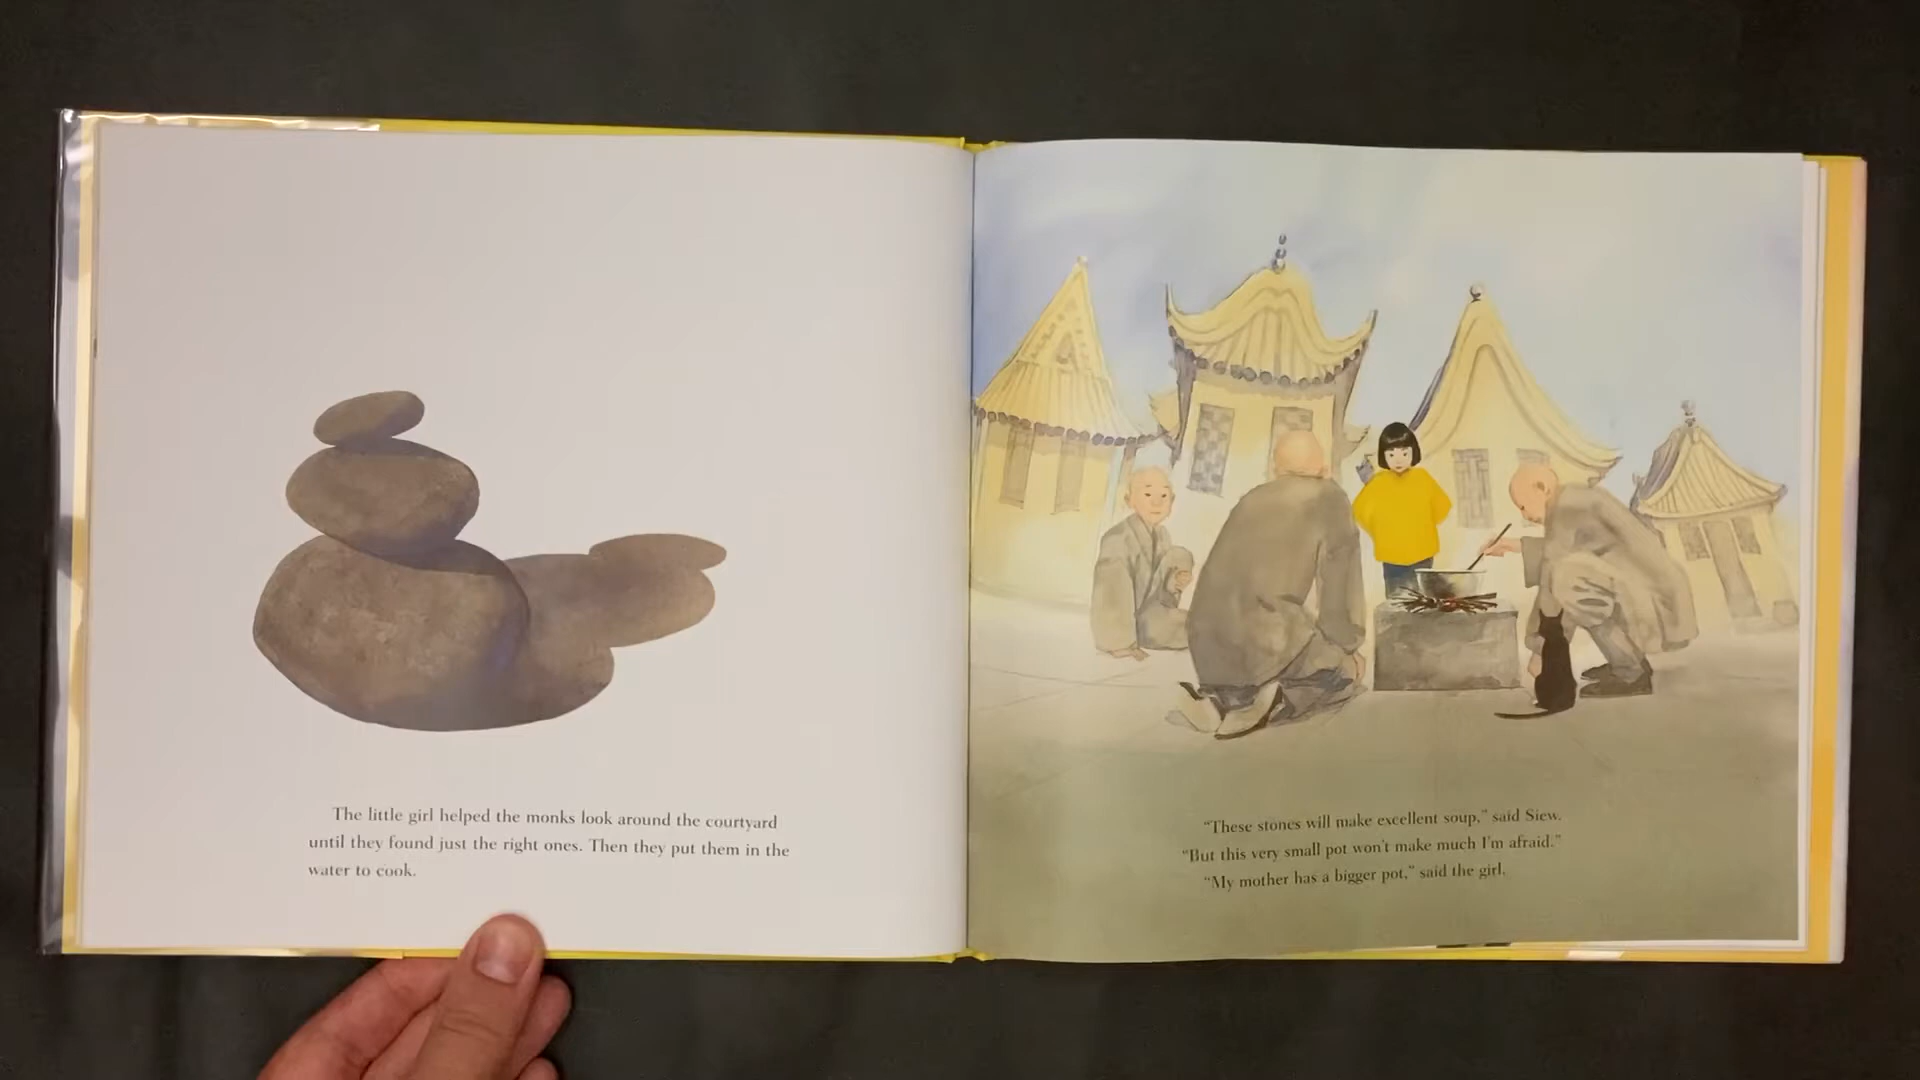 The little girl helped the monks look around the courtyard
until they found just the right ones. Then they put them in the
water to cook.
“These stones will make excellent soup,” said Siew.
“But this very small pot won’t make much I’m afraid.”
“My mother has a bigger pot,” said the girl.